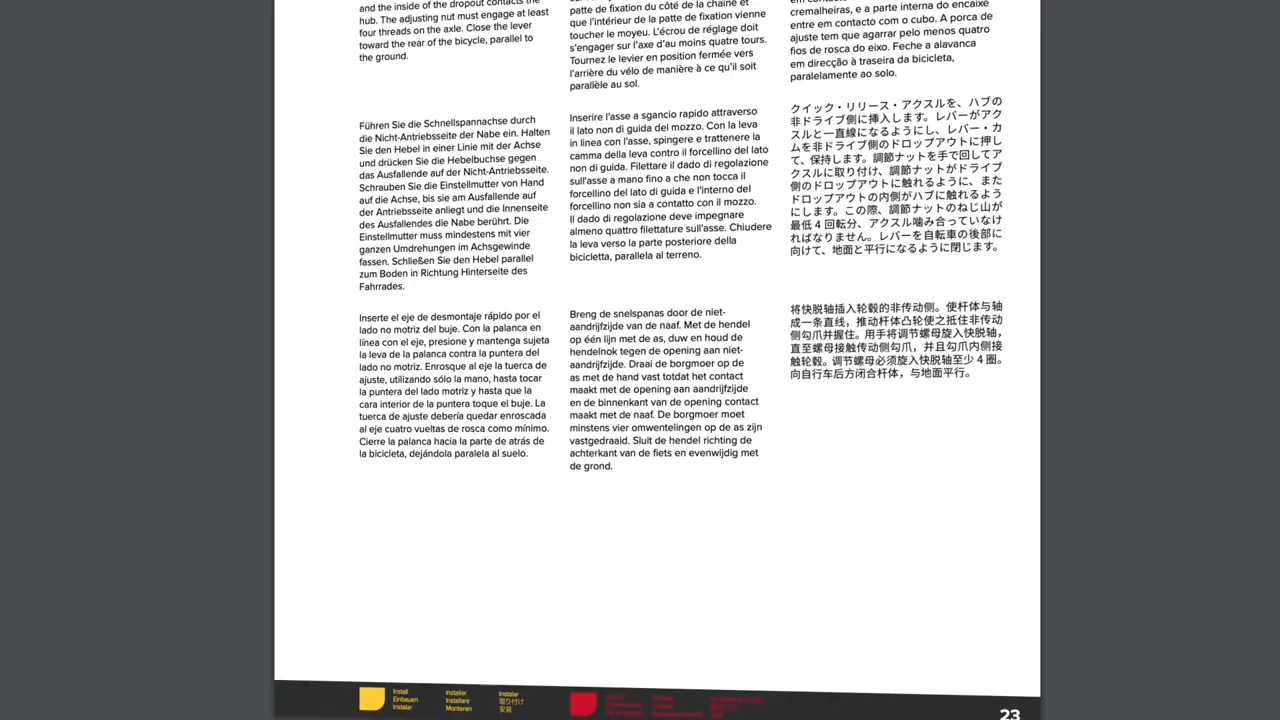 and the inside of the dropout contacts the
hub. The adjusting nut must engage at least
four threads on the axle. Close the lever
toward the rear of the bicycle, parallel to
the ground.
patte de fixation du côté de la chaîne et
que l'intérieur de la patte de fixation vienne
toucher le moyeu. L'écrou de réglage doit
s'engager sur l'axe d'au moins quatre tours.
Tournez le levier en position fermée vers
l'arrière du vélo de manière à ce qu'il soit
parallèle au sol.
cremalheiras, e a parte interna do encaixe
entre em contacto com o cubo. A porca de
ajuste tem que agarrar pelo menos quatro
fios de rosca do eixo. Feche a alavanca
em direcção à traseira da bicicleta,
paralelamente ao solo.
Führen Sie die Schnellspannachse durch
die Nicht-Antriebsseite der Nabe ein. Halten
Sie den Hebel in einer Linie mit der Achse
und drücken Sie die Hebelbuchse gegen
das Ausfallende auf der Nicht-Antriebsseite.
Schrauben Sie die Einstellmutter von Hand
auf die Achse, bis sie am Ausfallende auf
der Antriebsseite anliegt und die Innenseite
des Ausfallendes die Nabe berührt. Die
Einstellmutter muss mindestens mit vier
ganzen Umdrehungen im Achsgewinde
fassen. Schließen Sie den Hebel parallel
zum Boden in Richtung Hinterseite des
Fahrrades.
Inserire l'asse a sgancio rapido attraverso
il lato non di guida del mozzo. Con la leva
in linea con l'asse, spingere e trattenere la
camma della leva contro il forcellino del lato
non di guida. Filettare il dado di regolazione
sull'asse a mano fino a che non tocca il
forcellino del lato di guida e l'interno del
forcellino non sia a contatto con il mozzo.
Il dado di regolazione deve impegnare
almeno quattro filettature sull'asse. Chiudere
la leva verso la parte posteriore della
bicicletta, parallela al terreno.
クイック・リリース・アクスルを、ハブの
非ドライブ側に挿入します。レバーがアク
スルと一直線になるようにし、レバー・カ
ムを非ドライブ側のドロップアウトに押し
て、保持します。調節ナットを手で回してア
クスルに取り付け、調節ナットがドライブ
側のドロップアウトに触れるように、また
ドロップアウトの内側がハブに触れるよう
にします。この際、調節ナットのねじ山が
最低 4 回転分、アクスル噛み合っていなけ
ればなりません。レバーを自転車の後部に
向けて、地面と平行になるように閉じます。
Inserte el eje de desmontaje rápido por el
lado no motriz del buje. Con la palanca en
línea con el eje, presione y mantenga sujeta
la leva de la palanca contra la puntera del
lado no motriz. Enrosque al eje la tuerca de
ajuste, utilizando sólo la mano, hasta tocar
la puntera del lado motriz y hasta que la
cara interior de la puntera toque el buje. La
tuerca de ajuste debería quedar enroscada
al eje cuatro vueltas de rosca como mínimo.
Cierre la palanca hacia la parte de atrás de
la bicicleta, dejándola paralela al suelo.
Breng de snelspanas door de niet-
aandrijfzijde van de naaf. Met de hendel
op één lijn met de as, duw en houd de
hendelnok tegen de opening aan niet-
aandrijfzijde. Draai de borgmoer op de
as met de hand vast totdat het contact
maakt met de opening aan aandrijfzijde
en de binnenkant van de opening contact
maakt met de naaf. De borgmoer moet
minstens vier omwentelingen op de as zijn
vastgedraaid. Sluit de hendel richting de
achterkant van de fiets en evenwijdig met
de grond.
将快脱轴插入轮毂的非传动侧。使杆体与轴
成一条直线，推动杆体凸轮使之抵住非传动
侧勾爪并握住。用手将调节螺母旋入快脱轴，
直至螺母接触传动侧勾爪，并且勾爪内侧接
触轮毂。调节螺母必须旋入快脱轴至少 4 圈。
向自行车后方闭合杆体，与地面平行。
Install
Einbauen
Instalar
Installer
Installare
Monteren
Instalar
取り付け
安装
23